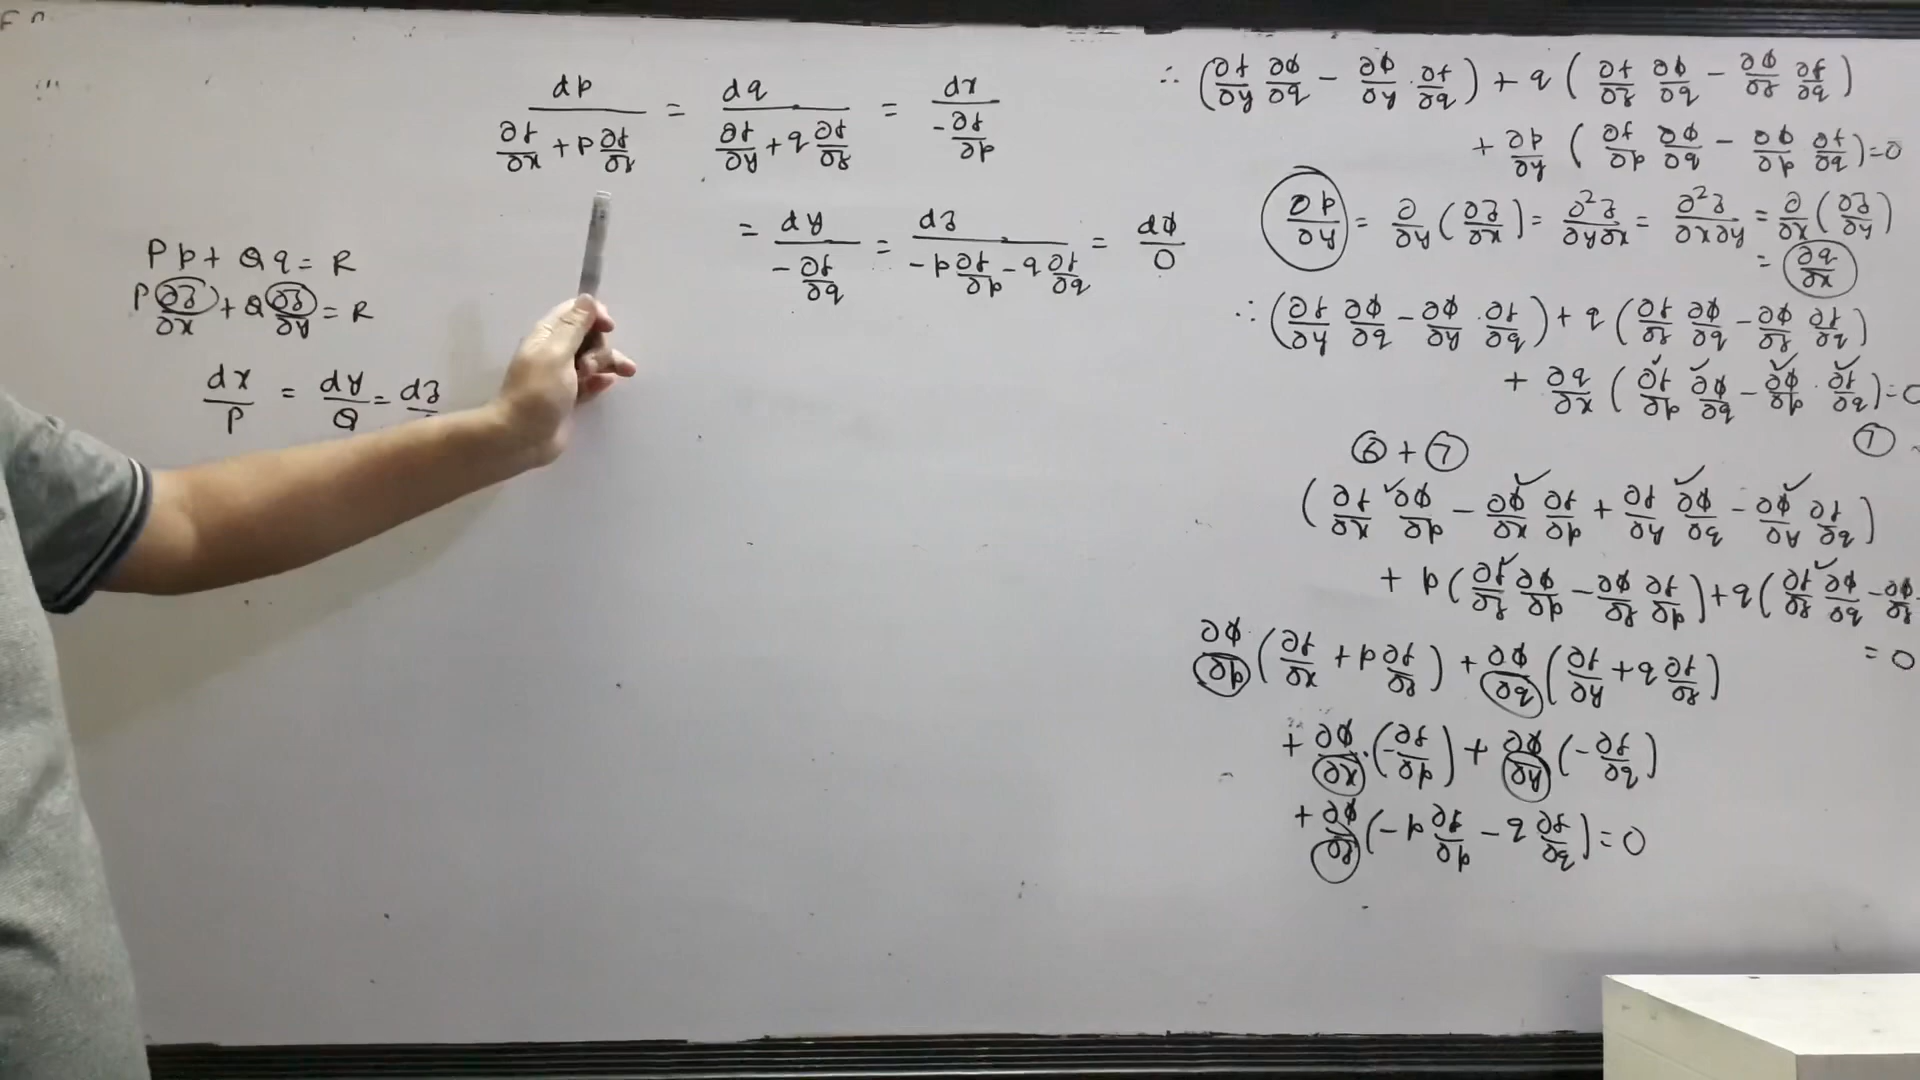 dp/(∂f/∂x + p ∂f/∂z) = dq/(∂f/∂y + q ∂f/∂z) = dx/(-∂f/∂p)
= dy/(-∂f/∂q) = dz/(-p ∂f/∂p - q ∂f/∂q) = dφ/0
Pp + Qq = R
P ∂z/∂x + Q ∂z/∂y = R
dx/P = dy/Q = dz
∴ (∂f/∂y ∂φ/∂q - ∂φ/∂y · ∂f/∂q) + q (∂f/∂z ∂φ/∂q - ∂φ/∂z ∂f/∂q)
+ ∂p/∂y (∂f/∂p ∂φ/∂q - ∂φ/∂p ∂f/∂q) = 0
∂p/∂y = ∂/∂y (∂z/∂x) = ∂²z/∂y∂x = ∂²z/∂x∂y = ∂/∂x (∂z/∂y)
= ∂q/∂x
∴ (∂f/∂y ∂φ/∂q - ∂φ/∂y · ∂f/∂q) + q (∂f/∂z ∂φ/∂q - ∂φ/∂z ∂f/∂q)
+ ∂q/∂x (∂f/∂p ∂φ/∂q - ∂φ/∂p · ∂f/∂q) = 0
⑦
⑥ + ⑦
(∂f/∂x ∂φ/∂p - ∂φ/∂x ∂f/∂p + ∂f/∂y ∂φ/∂q - ∂φ/∂y ∂f/∂q)
+ p (∂f/∂z ∂φ/∂p - ∂φ/∂z ∂f/∂p) + q (∂f/∂z ∂φ/∂q - ∂φ/∂z
= 0
∂φ/∂p (∂f/∂x + p ∂f/∂z) + ∂φ/∂q (∂f/∂y + q ∂f/∂z)
+ ∂φ/∂x · (-∂f/∂p) + ∂φ/∂y (-∂f/∂q)
+ ∂φ/∂z (-p ∂f/∂p - q ∂f/∂q) = 0